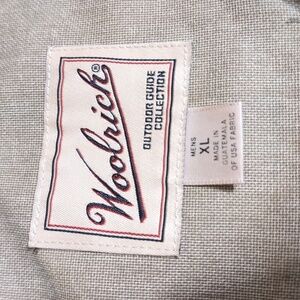 Woolrich®
OUTDOOR GUIDE
COLLECTION
MENS
XL
MADE IN
GUATEMALA
OF USA FABRIC